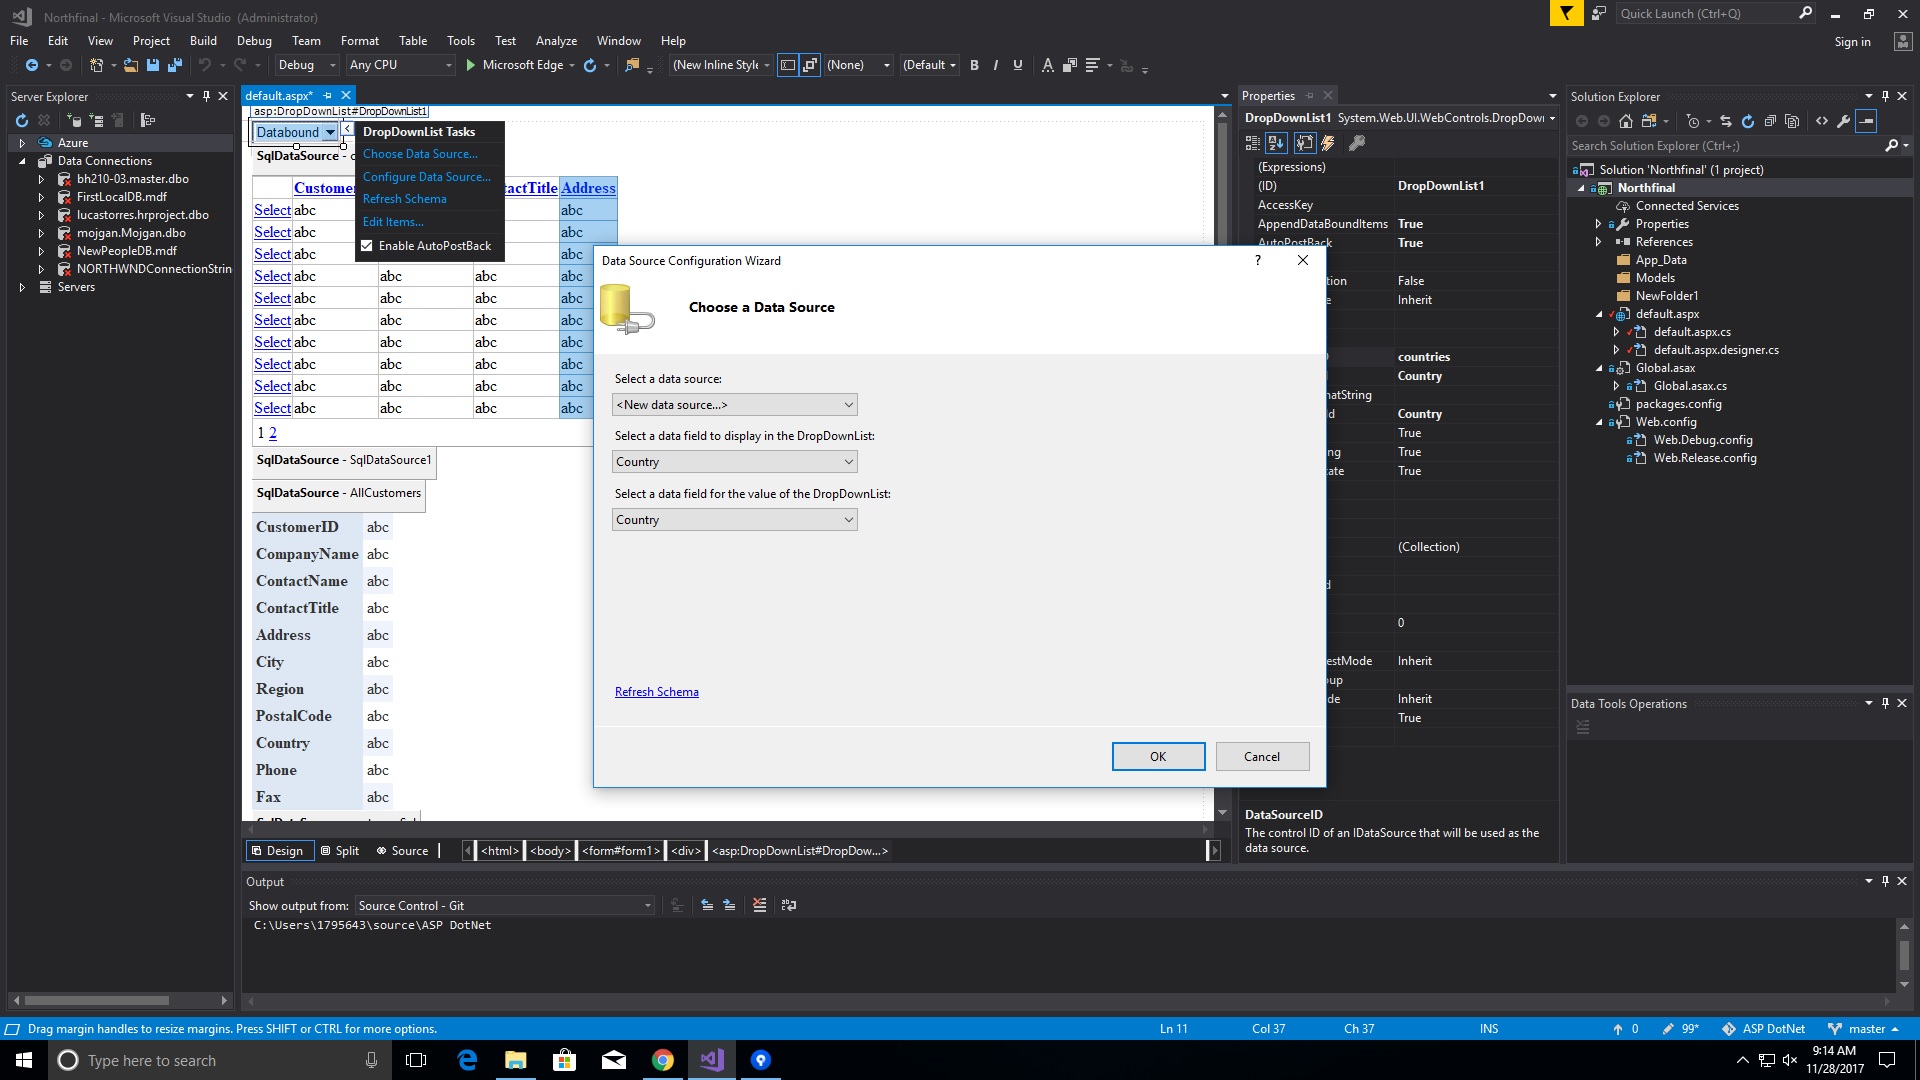 Northfinal - Microsoft Visual Studio (Administrator)
Quick Launch (Ctrl+Q)
File Edit View Project Build Debug Team Format Table Tools Test Analyze Window Help
Sign in
Debug Any CPU Microsoft Edge (New Inline Style (None) (Default B I U A
Server Explorer
Azure
Data Connections
bh210-03.master.dbo
FirstLocalDB.mdf
lucastorres.hrproject.dbo
mojgan.Mojgan.dbo
NewPeopleDB.mdf
NORTHWNDConnectionStrin
Servers
default.aspx*
asp:DropDownList#DropDownList1
Databound
DropDownList Tasks
Choose Data Source...
Configure Data Source...
Refresh Schema
Edit Items...
Enable AutoPostBack
SqlDataSource - c
Custome ctTitle Address
Select abc abc
Select abc abc
Select abc abc
Select abc abc abc abc
Select abc abc abc abc
Select abc abc abc abc
Select abc abc abc abc
Select abc abc abc abc
Select abc abc abc abc
Select abc abc abc abc
1 2
SqlDataSource - SqlDataSource1
SqlDataSource - AllCustomers
CustomerID abc
CompanyName abc
ContactName abc
ContactTitle abc
Address abc
City abc
Region abc
PostalCode abc
Country abc
Phone abc
Fax abc
Data Source Configuration Wizard
?
Choose a Data Source
Select a data source:
<New data source...>
Select a data field to display in the DropDownList:
Country
Select a data field for the value of the DropDownList:
Country
Refresh Schema
OK
Cancel
Design Split Source <html> <body> <form#form1> <div> <asp:DropDownList#DropDow...>
Properties
DropDownList1 System.Web.UI.WebControls.DropDow
(Expressions)
(ID) DropDownList1
AccessKey
AppendDataBoundItems True
AutoPostBack True
tion False
e Inherit
countries
Country
natString
ld Country
True
ng True
tate True
(Collection)
d
0
estMode Inherit
oup
de Inherit
True
DataSourceID
The control ID of an IDataSource that will be used as the
data source.
Solution Explorer
Search Solution Explorer (Ctrl+;)
Solution 'Northfinal' (1 project)
Northfinal
Connected Services
Properties
References
App_Data
Models
NewFolder1
default.aspx
default.aspx.cs
default.aspx.designer.cs
Global.asax
Global.asax.cs
packages.config
Web.config
Web.Debug.config
Web.Release.config
Data Tools Operations
Output
Show output from: Source Control - Git
C:\Users\1795643\source\ASP DotNet
Drag margin handles to resize margins. Press SHIFT or CTRL for more options.
Ln 11 Col 37 Ch 37 INS 0 99* ASP DotNet master
Type here to search
9:14 AM
11/28/2017